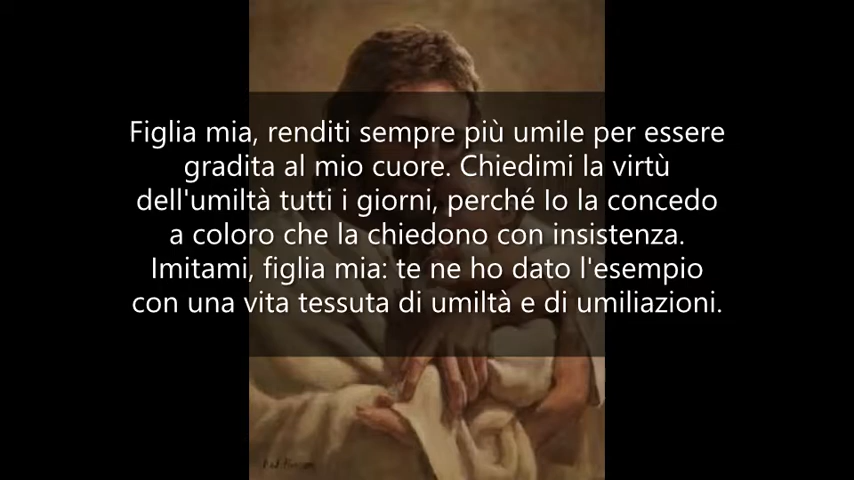 Figlia mia, renditi sempre più umile per essere
gradita al mio cuore. Chiedimi la virtù
dell'umiltà tutti i giorni, perché Io la concedo
a coloro che la chiedono con insistenza.
Imitami, figlia mia: te ne ho dato l'esempio
con una vita tessuta di umiltà e di umiliazioni.